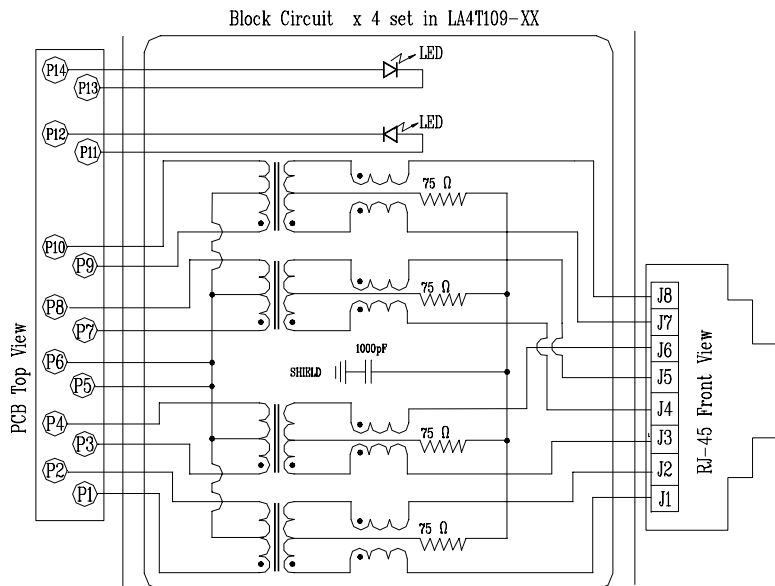 Block Circuit x 4 set in LA4T109-XX
P14
LED
P13
P12
LED
P11
75 Ω
P10
P9
75 Ω
J8
P8
J7
P7
1000pF
J6
P6
SHIELD
J5
P5
J4
P4
75 Ω
J3
P3
P2
J2
P1
J1
75 Ω
PCB Top View
RJ-45 Front View